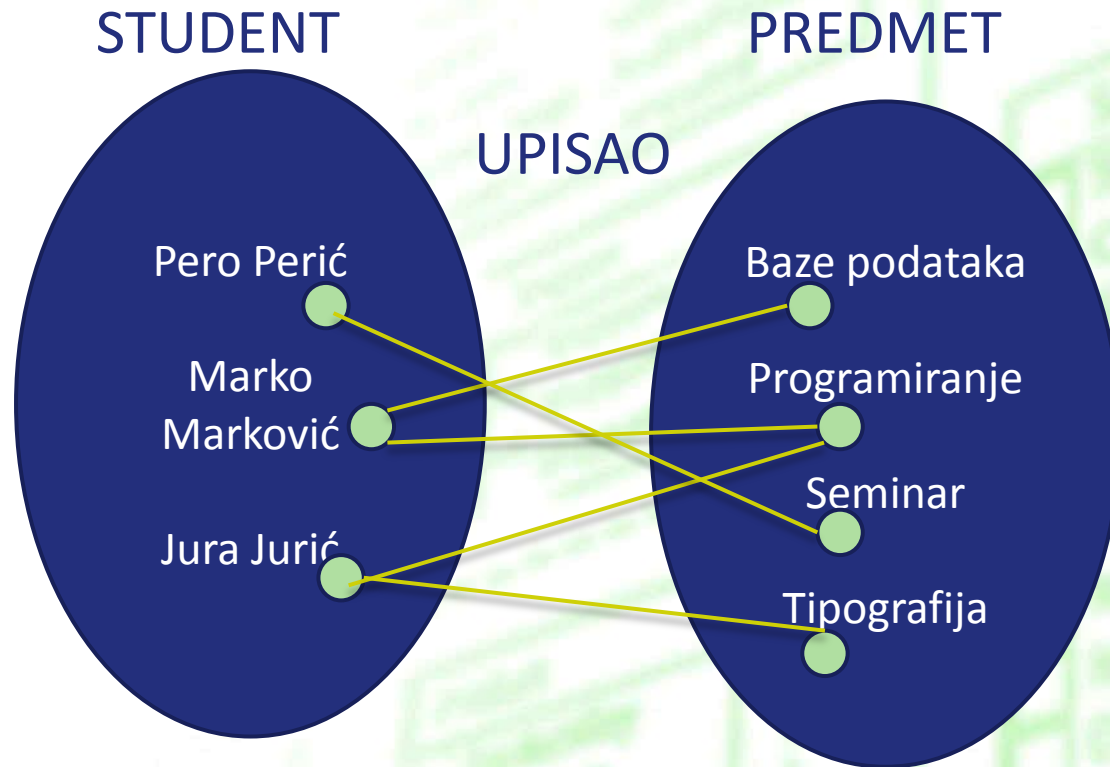 STUDENT
PREDMET
UPISAO
Pero Perić
Marko
Marković
Jura Jurić
Baze podataka
Programiranje
Seminar
Tipografija